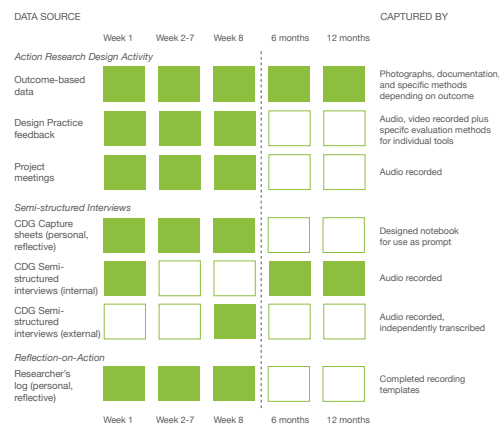 DATA SOURCE
CAPTURED BY
Week 1 Week 2-7 Week 8 6 months 12 months
Action Research Design Activity
Outcome-based
data
Photographs, documentation,
and specific methods
depending on outcome
Design Practice
feedback
Audio, video recorded plus
specifc evaluation methods
for individual tools
Project
meetings
Audio recorded
Semi-structured Interviews
CDG Capture
sheets (personal,
reflective)
Designed notebook
for use as prompt
CDG Semi-
structured
interviews (internal)
Audio recorded
CDG Semi-
structured
interviews (external)
Audio recorded,
independently transcribed
Reflection-on-Action
Researcher's
log (personal,
reflective)
Completed recording
templates
Week 1 Week 2-7 Week 8 6 months 12 months